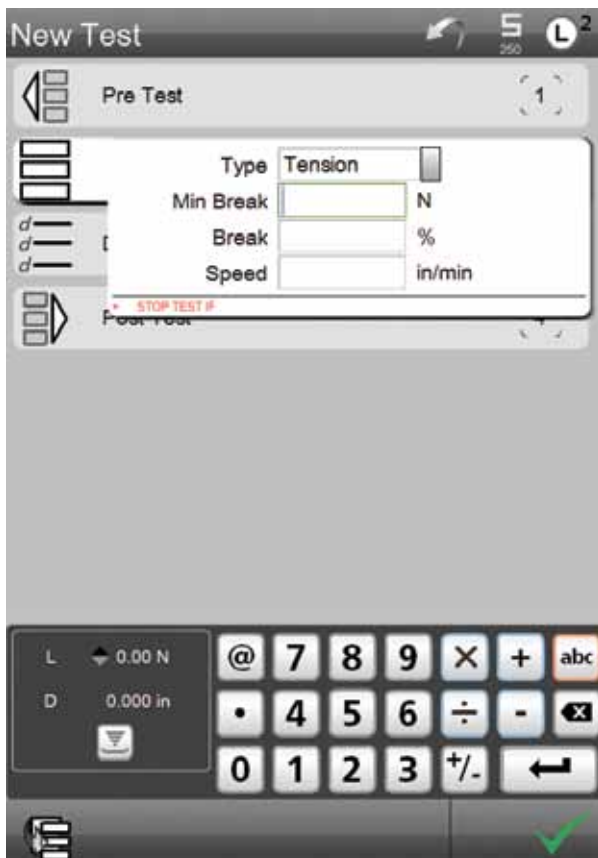 New Test
S
250
L 2
Pre Test
1
Type Tension
Min Break N
Break %
Speed in/min
d
d
d
STOP TEST IF
Post Test
L 0.00 N
D 0.000 in
@ 7 8 9 × + abc
• 4 5 6 ÷ -
0 1 2 3 +/-